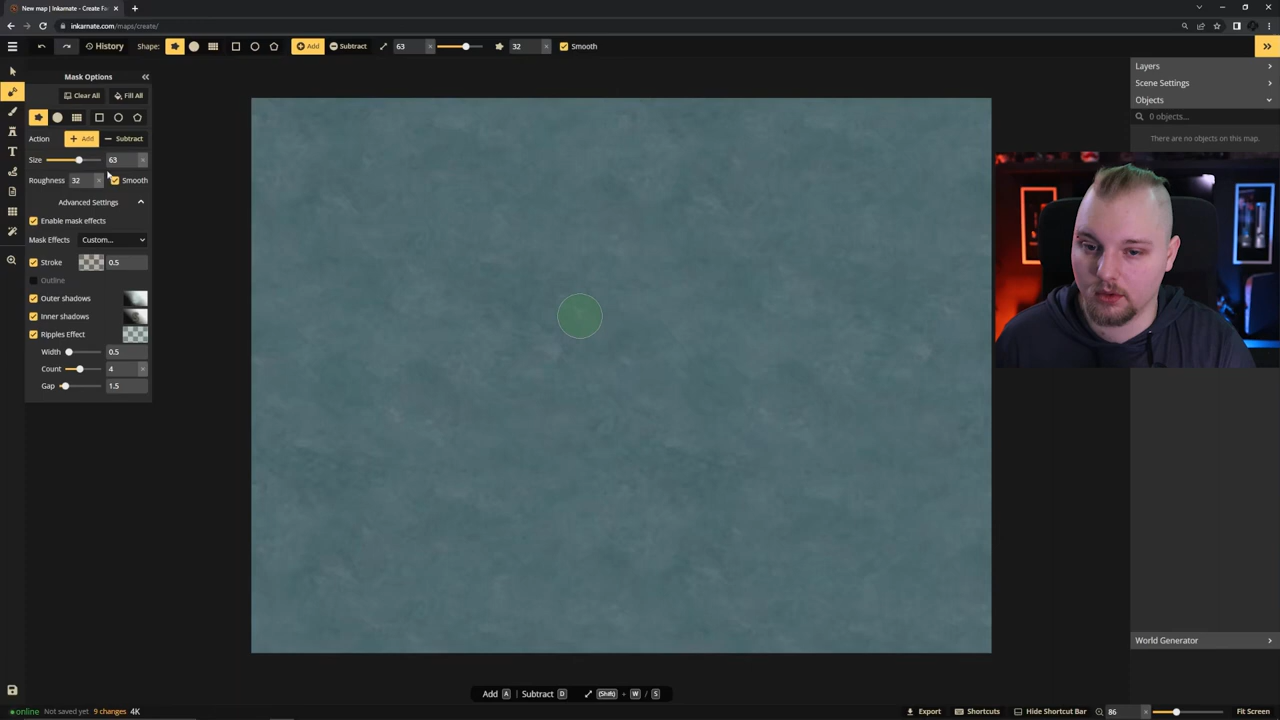 New map | Inkarnate - Create Fa
inkarnate.com/maps/create/
History
Shape:
Add
Subtract
63
32
Smooth
Mask Options
Clear All
Fill All
Action
Add
Subtract
Size
63
Roughness
32
Smooth
Advanced Settings
Enable mask effects
Mask Effects
Custom...
Stroke
0.5
Outline
Outer shadows
Inner shadows
Ripples Effect
Width
0.5
Count
4
Gap
1.5
Layers
Scene Settings
Objects
0 objects...
There are no objects on this map.
World Generator
Add A | Subtract D (Shift) + W / S
online
Not saved yet
9 changes
4K
Export
Shortcuts
Hide Shortcut Bar
86
Fit Screen